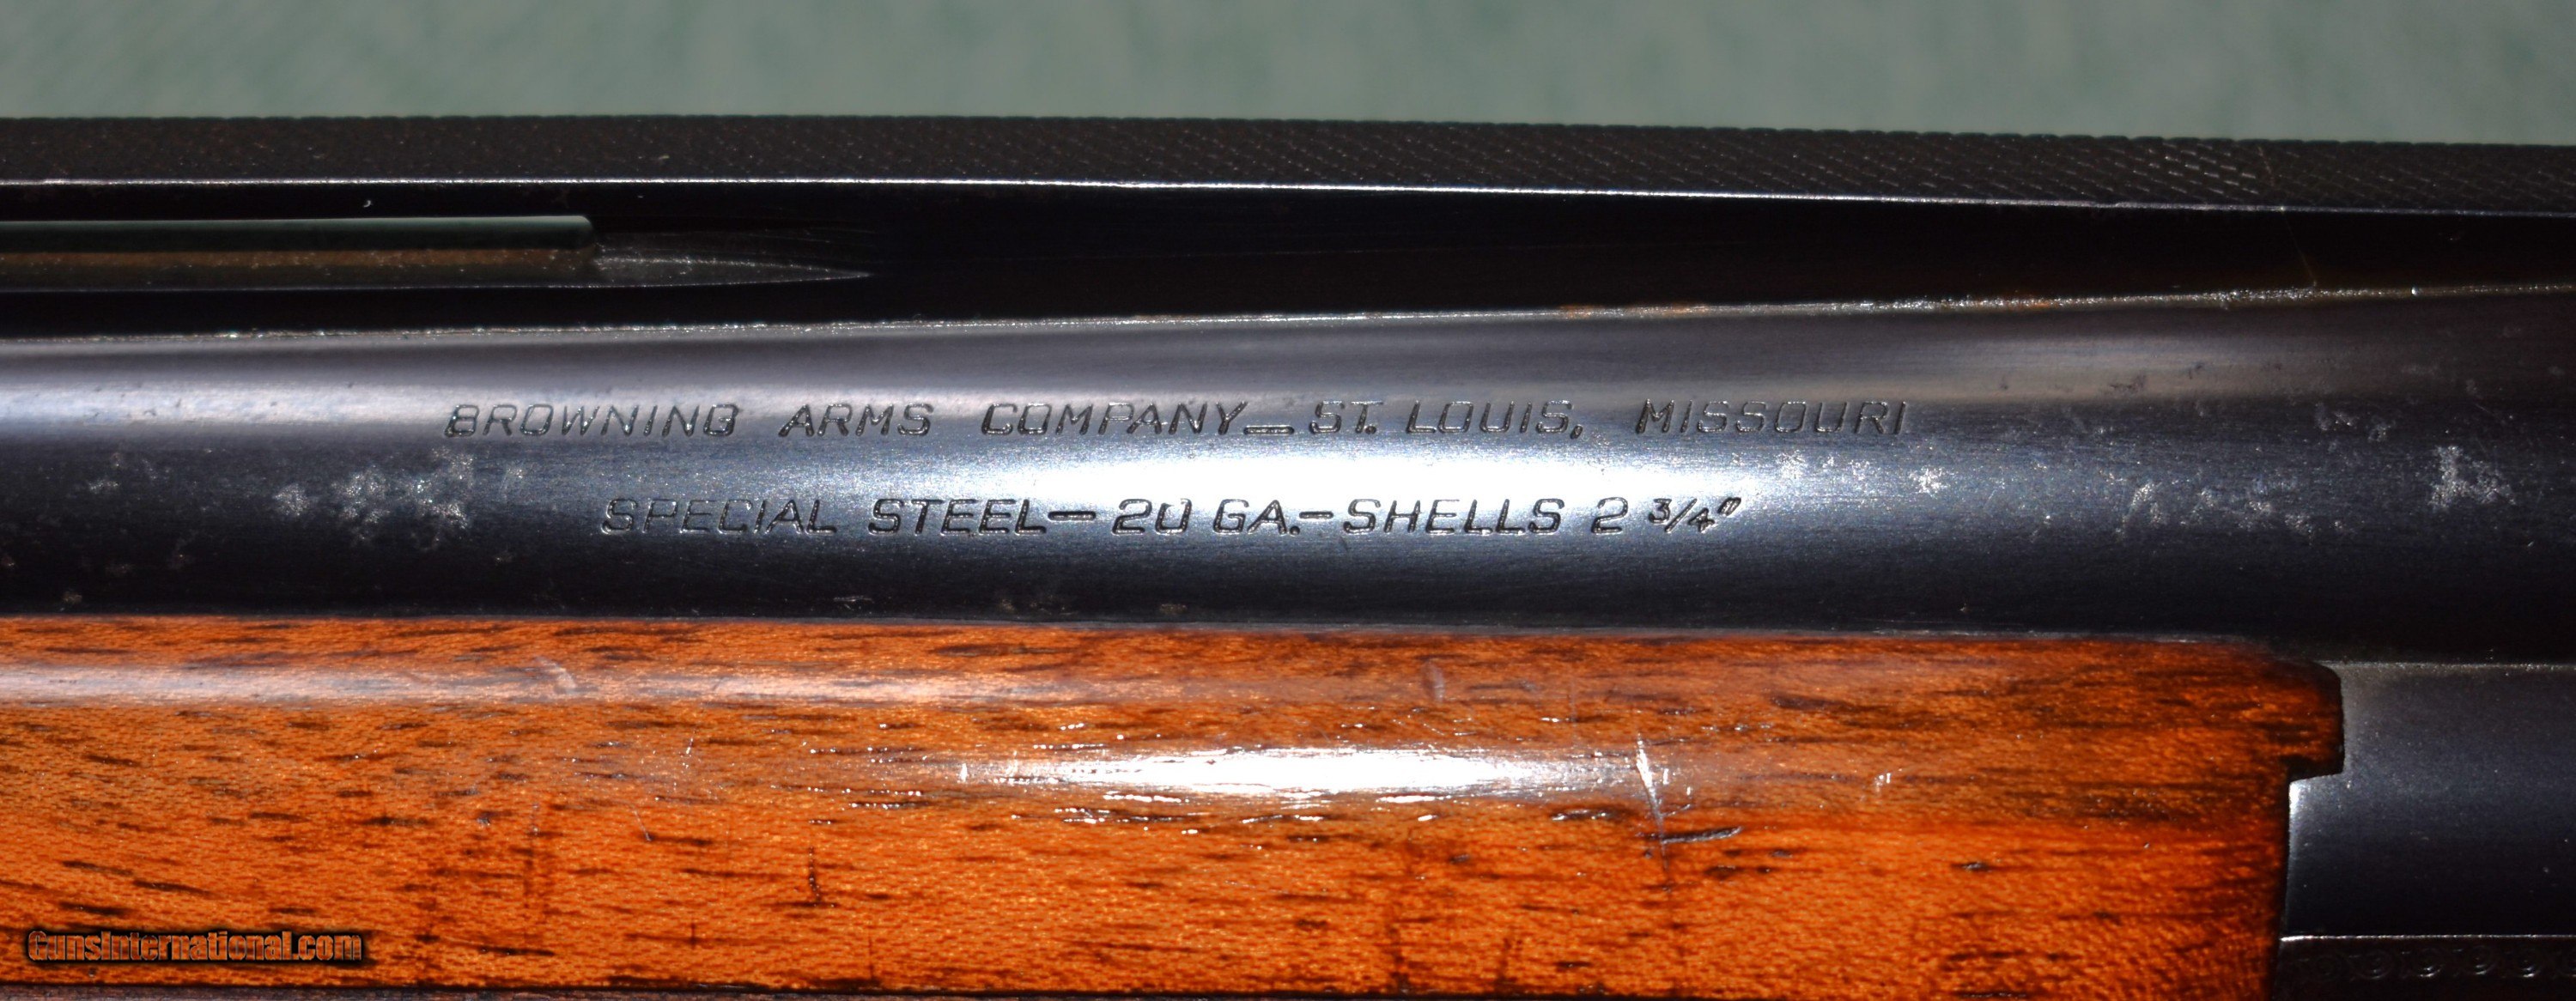 BROWNING ARMS COMPANY_ST. LOUIS, MISSOURI
SPECIAL STEEL-20 GA.-SHELLS 2 3/4"
GunsInternational.com